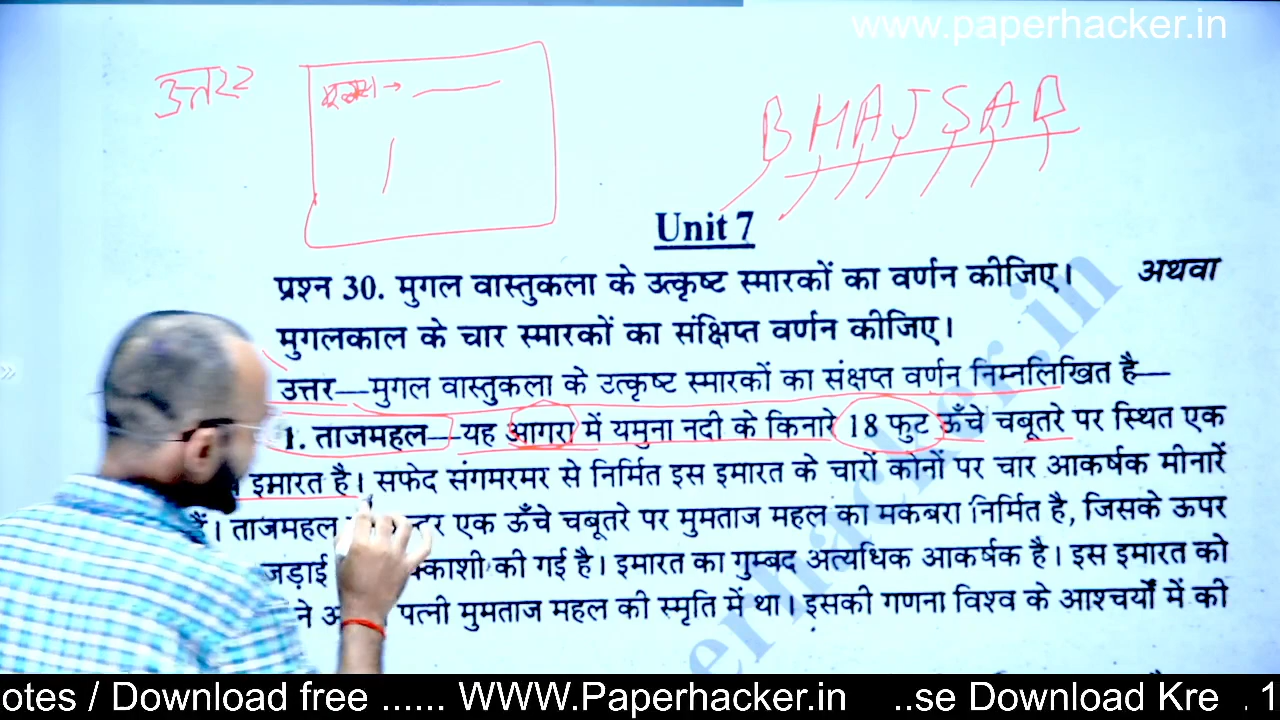 www.paperhacker.in
उत्तर
BHAJSAR
Unit 7
प्रश्न 30. मुगल वास्तुकला के उत्कृष्ट स्मारकों का वर्णन कीजिए। अथवा
मुगलकाल के चार स्मारकों का संक्षिप्त वर्णन कीजिए।
उत्तर—मुगल वास्तुकला के उत्कृष्ट स्मारकों का संक्षप्त वर्णन निम्नलिखित है—
1. ताजमहल—यह आगरा में यमुना नदी के किनारे 18 फुट ऊँचे चबूतरे पर स्थित एक
इमारत है। सफेद संगमरमर से निर्मित इस इमारत के चारों कोनों पर चार आकर्षक मीनारें
हैं। ताजमहल एक ऊँचे चबूतरे पर मुमताज महल का मकबरा निर्मित है, जिसके ऊपर
जड़ाई की गई है। इमारत का गुम्बद अत्यधिक आकर्षक है। इस इमारत को
ने पत्नी मुमताज महल की स्मृति में था। इसकी गणना विश्व के आश्चर्यों में की
otes / Download free ...... WWW.Paperhacker.in ..se Download Kre . 1